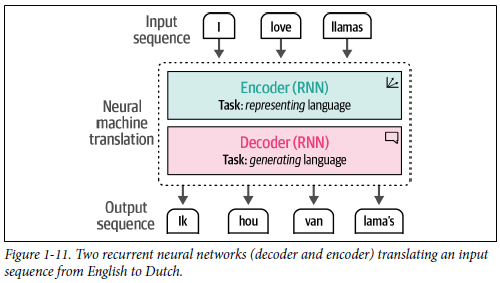 Input
sequence
I
love
llamas
Neural
machine
translation
Encoder (RNN)
Task: representing language
Decoder (RNN)
Task: generating language
Output
sequence
Ik
hou
van
lama's
Figure 1-11. Two recurrent neural networks (decoder and encoder) translating an input
sequence from English to Dutch.